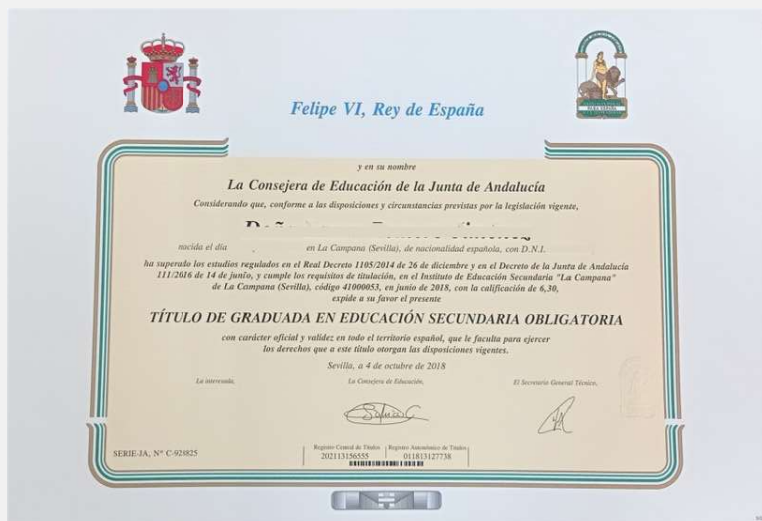 Felipe VI, Rey de España
y en su nombre
La Consejera de Educación de la Junta de Andalucía
Considerando que, conforme a las disposiciones y circunstancias previstas por la legislación vigente,
nacida el día en La Campana (Sevilla), de nacionalidad española, con D.N.I.
ha superado los estudios regulados en el Real Decreto 1105/2014 de 26 de diciembre y en el Decreto de la Junta de Andalucía
111/2016 de 14 de junio, y cumple los requisitos de titulación, en el Instituto de Educación Secundaria "La Campana"
de La Campana (Sevilla), código 41000053, en junio de 2018, con la calificación de 6,30,
expide a su favor el presente
TÍTULO DE GRADUADA EN EDUCACIÓN SECUNDARIA OBLIGATORIA
con carácter oficial y validez en todo el territorio español, que le faculta para ejercer
los derechos que a este título otorgan las disposiciones vigentes.
Sevilla, a 4 de octubre de 2018
La interesada, La Consejera de Educación, El Secretario General Técnico,
Registro Central de Títulos Registro Autonómico de Títulos
SERIE-JA, Nº C-928825 202113156555 011813127738